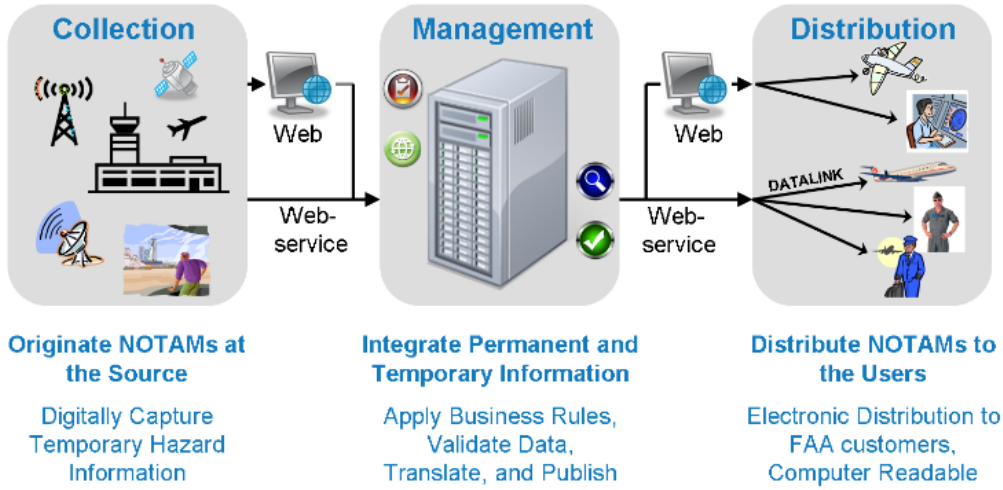 Collection
Management
Distribution
Web
Web
DATALINK
Web-
service
Web-
service
Originate NOTAMs at
the Source
Integrate Permanent and
Temporary Information
Distribute NOTAMs to
the Users
Digitally Capture
Temporary Hazard
Information
Apply Business Rules,
Validate Data,
Translate, and Publish
Electronic Distribution to
FAA customers,
Computer Readable